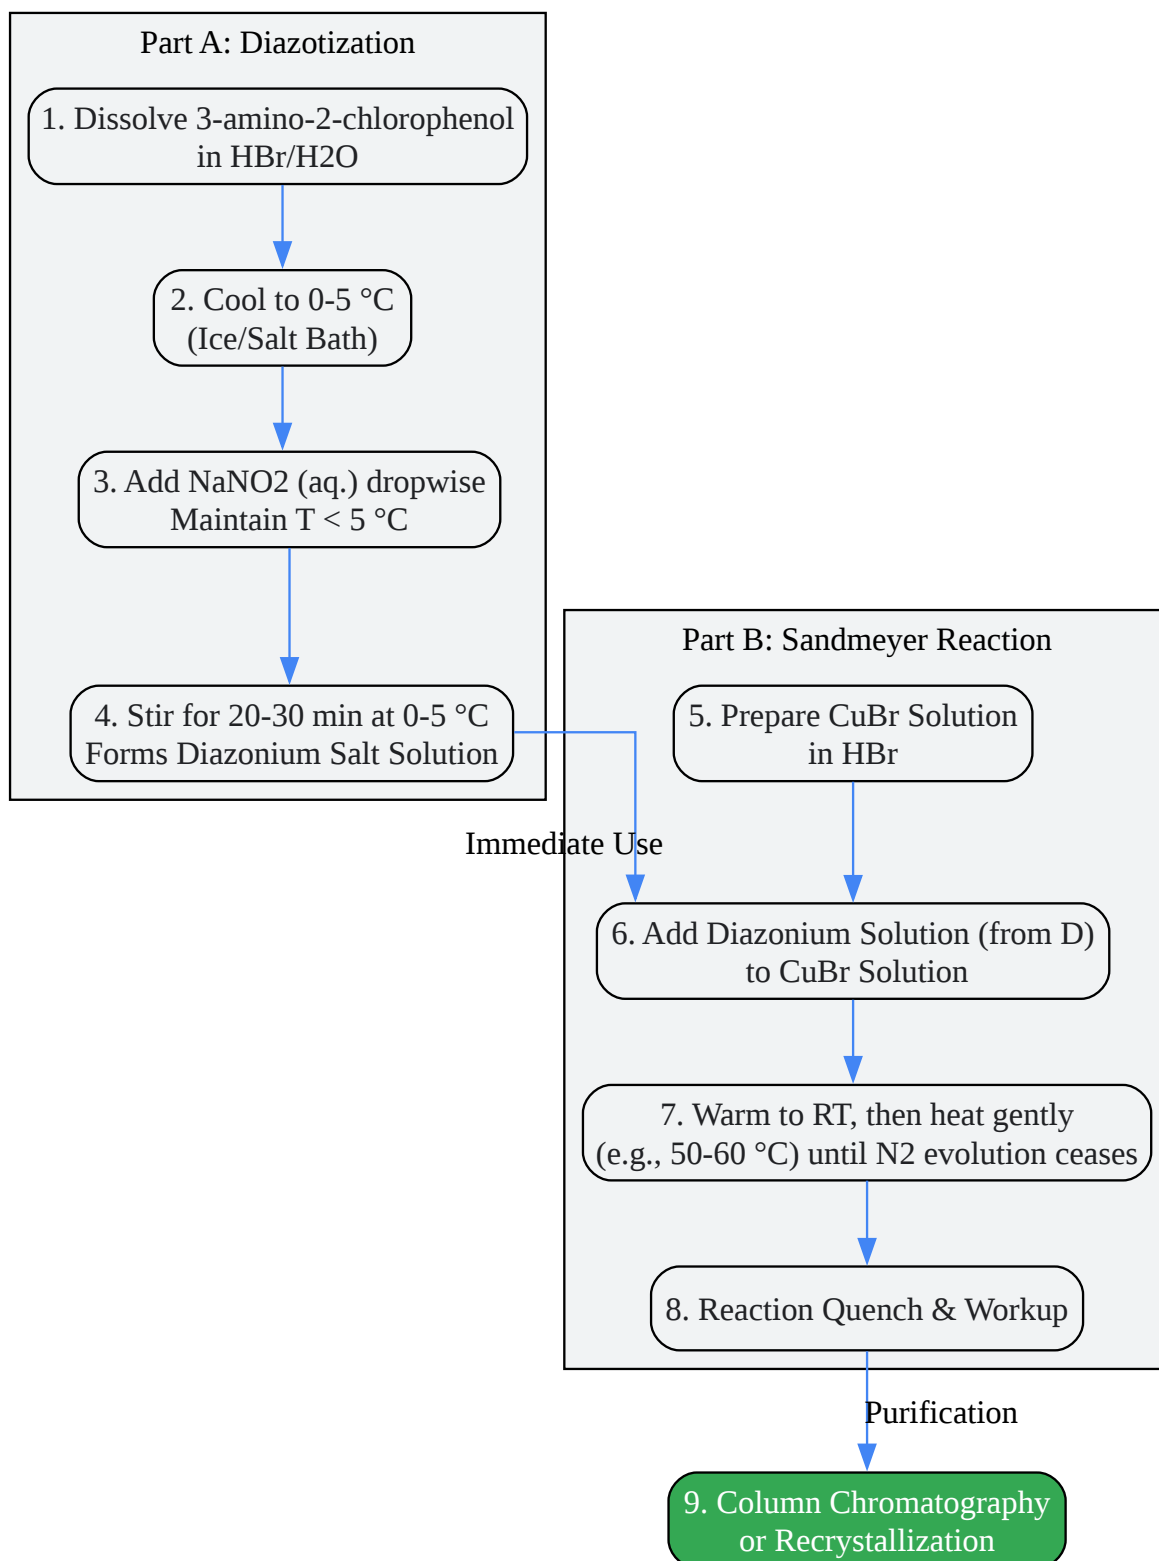 Part A: Diazotization
1. Dissolve 3-amino-2-chlorophenol
in HBr/H2O
2. Cool to 0-5 °C
(Ice/Salt Bath)
3. Add NaNO2 (aq.) dropwise
Maintain T < 5 °C
4. Stir for 20-30 min at 0-5 °C
Forms Diazonium Salt Solution
Immediate Use
Part B: Sandmeyer Reaction
5. Prepare CuBr Solution
in HBr
6. Add Diazonium Solution (from D)
to CuBr Solution
7. Warm to RT, then heat gently
(e.g., 50-60 °C) until N2 evolution ceases
8. Reaction Quench & Workup
Purification
9. Column Chromatography
or Recrystallization